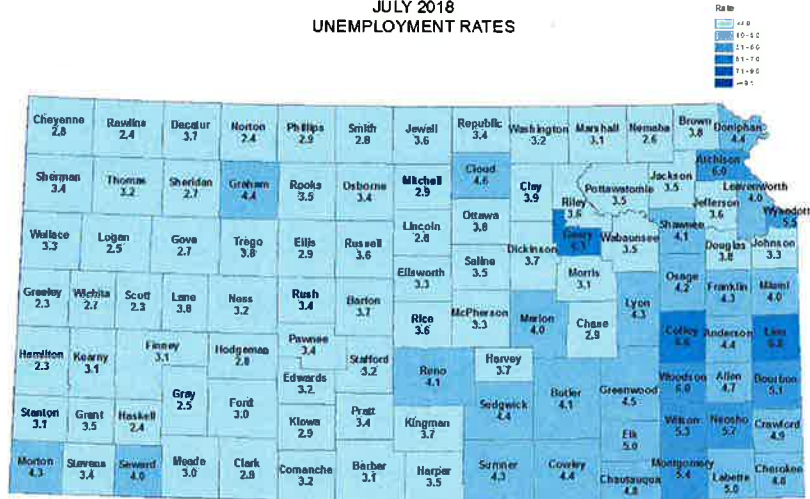 JULY 2018
UNEMPLOYMENT RATES
Rate
Cheyenne
2.8
Rawlins
2.4
Decatur
3.7
Norton
2.4
Phillips
2.9
Smith
2.8
Jewell
3.6
Republic
3.4
Washington
3.2
Marshall
3.1
Nemaha
2.6
Brown
3.8
Doniphan
4.4
Atchison
6.0
Sherman
3.4
Thomas
3.2
Sheridan
2.7
Graham
4.4
Rooks
3.5
Osborne
3.4
Mitchell
2.9
Cloud
4.6
Clay
3.9
Riley
3.6
Pottawatomie
3.5
Jackson
3.5
Jefferson
3.6
Leavenworth
4.0
Wyandott
5.5
Wallace
3.3
Logan
2.5
Gove
2.7
Trego
3.8
Ellis
2.9
Russell
3.6
Lincoln
2.8
Ottawa
3.8
Saline
3.5
Dickinson
3.7
Geary
Wabaunsee
3.5
Shawnee
4.1
Douglas
3.8
Johnson
3.3
Ellsworth
3.3
Morris
3.1
Osage
4.2
Franklin
4.3
Miami
4.0
Greeley
2.3
Wichita
2.7
Scott
2.3
Lane
3.8
Ness
3.2
Rush
3.4
Barton
3.7
Rice
3.6
McPherson
3.3
Marion
4.0
Chase
2.9
Lyon
4.3
Coffey
6.6
Anderson
4.4
Linn
Hamilton
2.3
Kearny
3.1
Finney
3.1
Hodgeman
2.8
Pawnee
3.4
Stafford
3.2
Edwards
3.2
Reno
4.1
Harvey
3.7
Sedgwick
4.4
Butler
4.1
Greenwood
4.5
Woodson
6.0
Allen
4.7
Bourbon
5.1
Gray
2.5
Ford
3.0
Kiowa
2.9
Pratt
3.4
Kingman
3.7
Elk
5.0
Wilson
5.3
Neosho
5.7
Crawford
4.9
Stanton
3.1
Grant
3.5
Haskell
2.4
Morton
4.3
Stevens
3.4
Seward
4.0
Meade
3.0
Clark
2.9
Comanche
3.2
Barber
3.1
Harper
3.5
Sumner
4.3
Cowley
4.4
Chautauqua
4.8
Montgomery
5.4
Labette
5.0
Cherokee
4.0